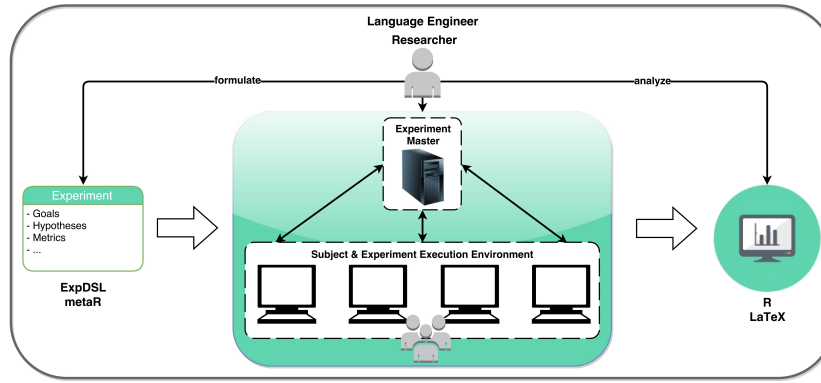 Language Engineer
Researcher
formulate
analyze
Experiment
Master
Experiment
- Goals
- Hypotheses
- Metrics
- ...
ExpDSL
metaR
Subject & Experiment Execution Environment
R
LaTeX